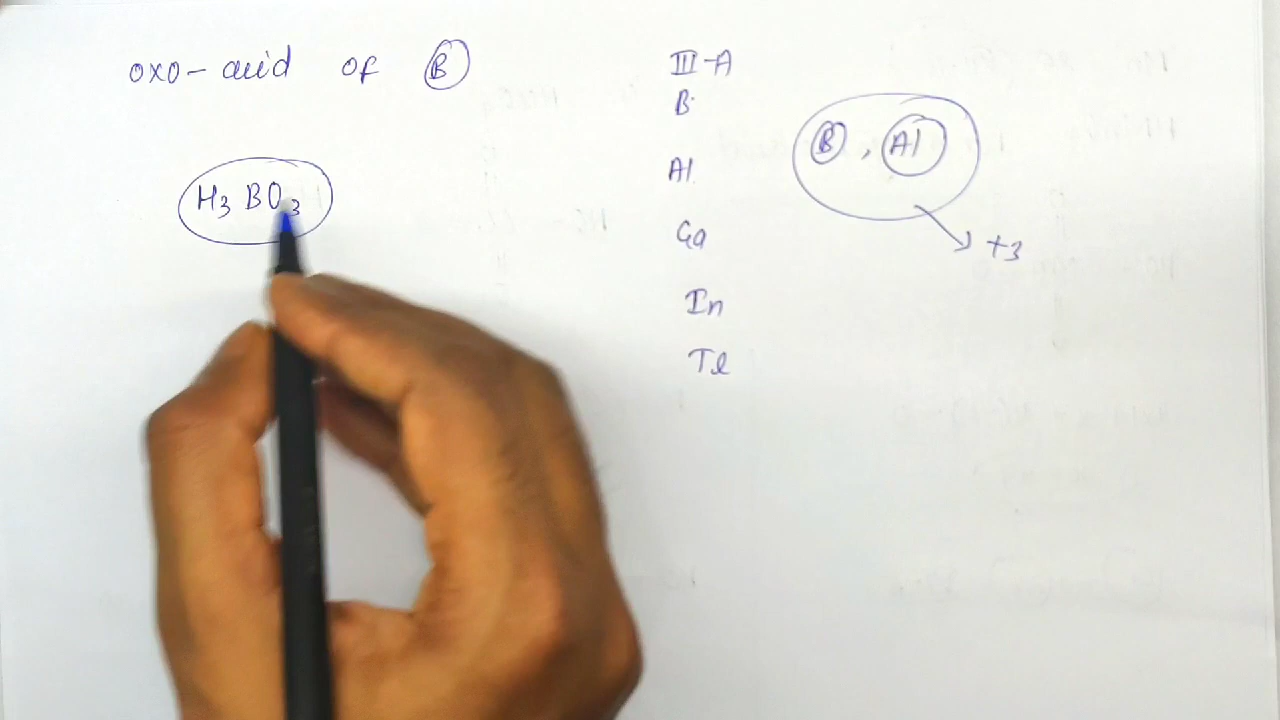 oxo-acid of B
H3BO3
III-A
B
Al
Ga
In
Tl
B, Al
+3